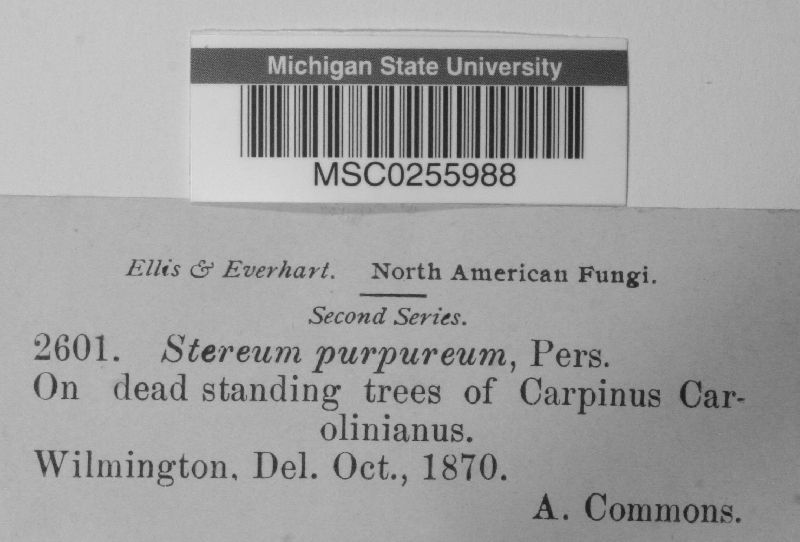 Michigan State University
MSC0255988
Ellis & Everhart. North American Fungi.
Second Series.
2601. Stereum purpureum, Pers.
On dead standing trees of Carpinus Car-
olinianus.
Wilmington, Del. Oct., 1870.
A. Commons.